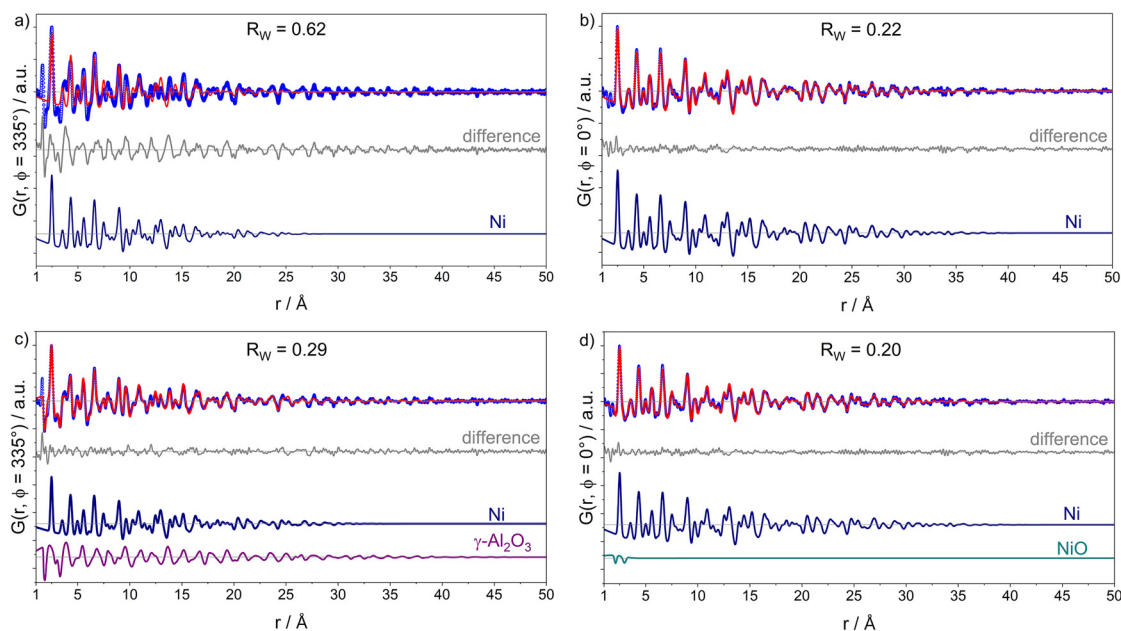 a)
R_W = 0.62
G(r, ϕ = 335°) / a.u.
difference
Ni
1 5 10 15 20 25 30 35 40 45 50
r / Å
b)
R_W = 0.22
G(r, ϕ = 0°) / a.u.
difference
Ni
1 5 10 15 20 25 30 35 40 45 50
r / Å
c)
R_W = 0.29
G(r, ϕ = 335°) / a.u.
difference
Ni
γ-Al₂O₃
1 5 10 15 20 25 30 35 40 45 50
r / Å
d)
R_W = 0.20
G(r, ϕ = 0°) / a.u.
difference
Ni
NiO
1 5 10 15 20 25 30 35 40 45 50
r / Å